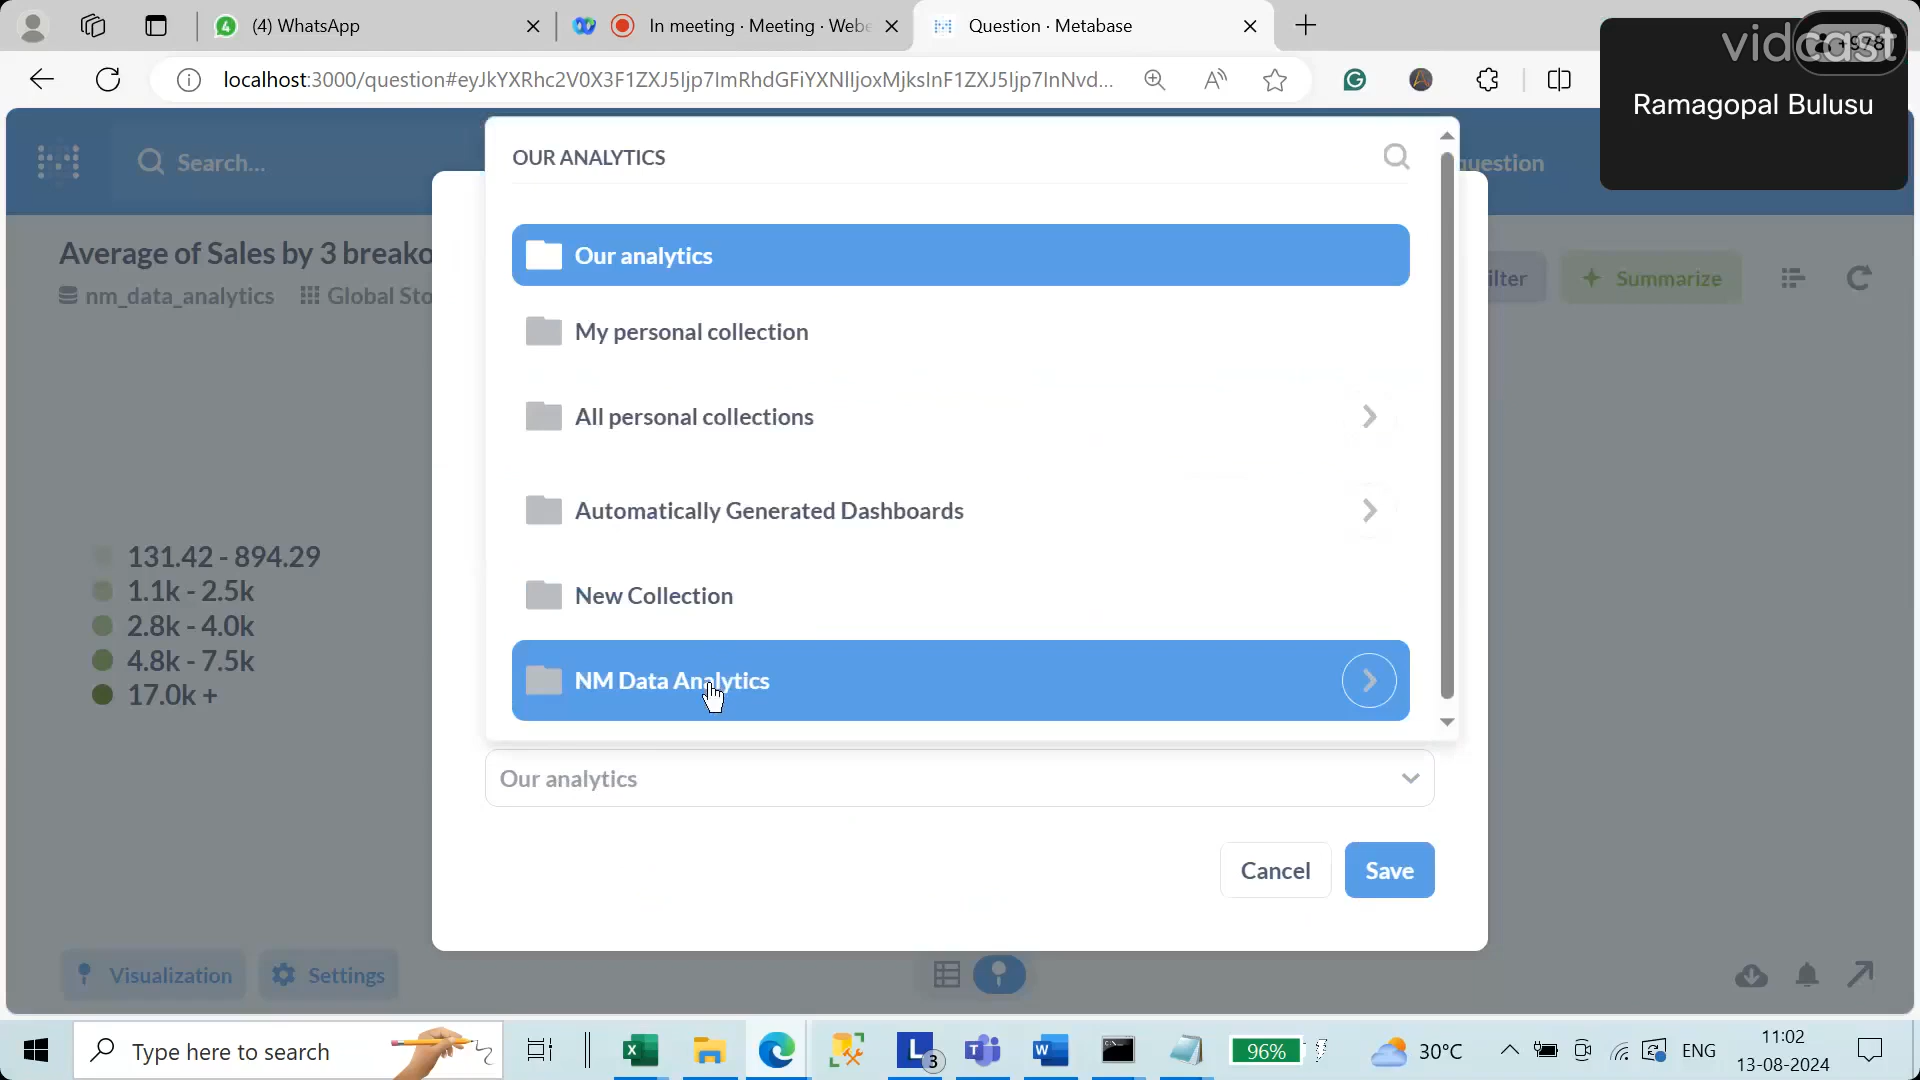 (4) WhatsApp
In meeting · Meeting · Webe
Question · Metabase
localhost:3000/question#eyJkYXRhc2V0X3F1ZXJ5Ijp7ImRhdGFiYXNlIjoxMjksInF1ZXJ5Ijp7InNvd...
vidcast
Ramagopal Bulusu
Search...
question
OUR ANALYTICS
Our analytics
My personal collection
All personal collections
Automatically Generated Dashboards
New Collection
NM Data Analytics
Average of Sales by 3 breako
nm_data_analytics
Global Sto
ilter
Summarize
131.42 - 894.29
1.1k - 2.5k
2.8k - 4.0k
4.8k - 7.5k
17.0k +
Our analytics
Cancel
Save
Visualization
Settings
Type here to search
3
96%
30°C
ENG
11:02
13-08-2024